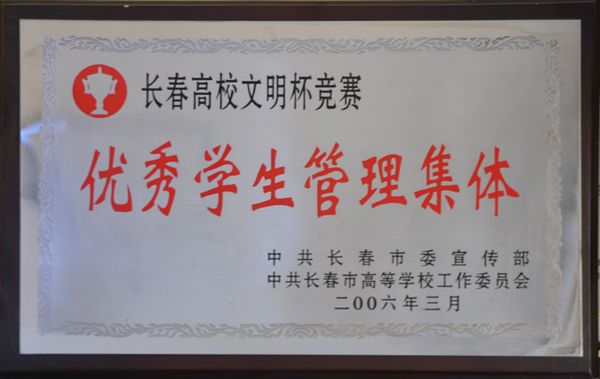 长春高校文明杯竞赛
优秀学生管理集体
中共长春市委宣传部
中共长春市高等学校工作委员会
二00六年三月